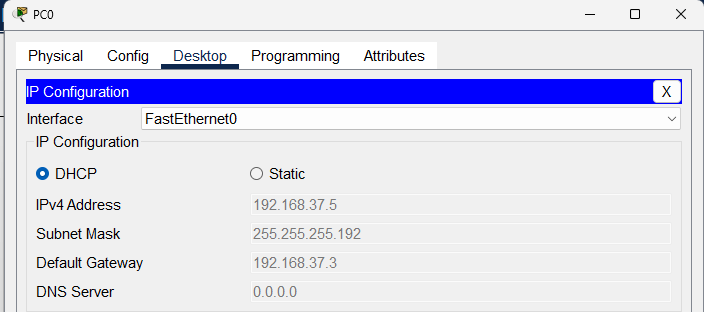 PC0
Physical Config Desktop Programming Attributes
IP Configuration X
Interface FastEthernet0
IP Configuration
DHCP Static
IPv4 Address 192.168.37.5
Subnet Mask 255.255.255.192
Default Gateway 192.168.37.3
DNS Server 0.0.0.0